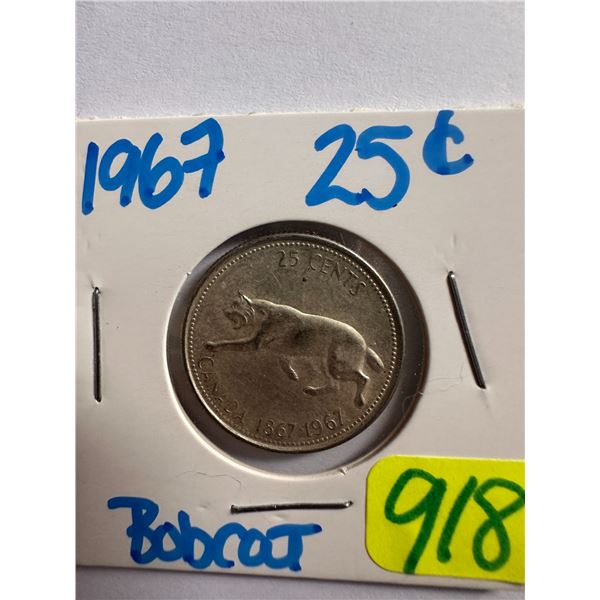 1967 25¢
25 CENTS
CANADA 1867-1967
Bobcat
918